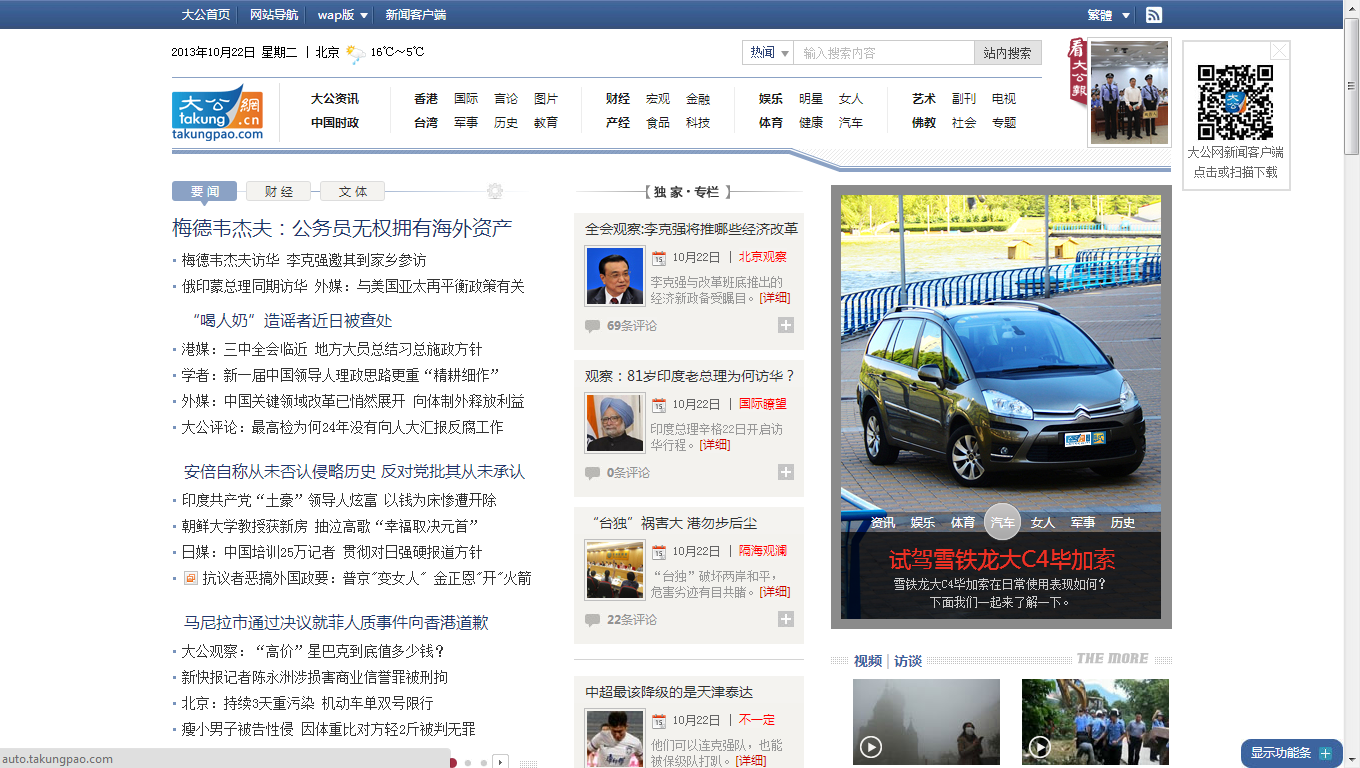 大公首页 网站导航 wap版 新闻客户端 繁體
2013年10月22日 星期二 | 北京 16℃～5℃ 热闻 输入搜索内容 站内搜索
看大公報
大公網
takung.cn
takungpao.com
大公资讯 香港 国际 言论 图片 财经 宏观 金融 娱乐 明星 女人 艺术 副刊 电视
中国时政 台湾 军事 历史 教育 产经 食品 科技 体育 健康 汽车 佛教 社会 专题
大公网新闻客户端
点击或扫描下载
要闻 财经 文体
梅德韦杰夫：公务员无权拥有海外资产
梅德韦杰夫访华 李克强邀其到家乡参访
俄印蒙总理同期访华 外媒：与美国亚太再平衡政策有关
“喝人奶”造谣者近日被查处
港媒：三中全会临近 地方大员总结习总施政方针
学者：新一届中国领导人理政思路更重“精耕细作”
外媒：中国关键领域改革已悄然展开 向体制外释放利益
大公评论：最高检为何24年没有向人大汇报反腐工作
安倍自称从未否认侵略历史 反对党批其从未承认
印度共产党“土豪”领导人炫富 以钱为床惨遭开除
朝鲜大学教授获新房 抽泣高歌“幸福取决元首”
日媒：中国培训25万记者 贯彻对日强硬报道方针
抗议者恶搞外国政要：普京"变女人" 金正恩"开"火箭
马尼拉市通过决议就菲人质事件向香港道歉
大公观察：“高价”星巴克到底值多少钱？
新快报记者陈永洲涉损害商业信誉罪被刑拘
北京：持续3天重污染 机动车单双号限行
瘦小男子被告性侵 因体重比对方轻2斤被判无罪
【独家·专栏】
全会观察:李克强将推哪些经济改革
10月22日 | 北京观察
李克强与改革班底推出的
经济新政备受瞩目。[详细]
69条评论
观察：81岁印度老总理为何访华？
10月22日 | 国际瞭望
印度总理辛格22日开启访
华行程。[详细]
0条评论
“台独”祸害大 港勿步后尘
10月22日 | 隔海观澜
“台独”破坏两岸和平，
危害劣迹有目共睹。[详细]
22条评论
中超最该降级的是天津泰达
10月22日 | 不一定
他们可以连克强队，也能
被保级队打趴。[详细]
资讯 娱乐 体育 汽车 女人 军事 历史
试驾雪铁龙大C4毕加索
雪铁龙大C4毕加索在日常使用表现如何？
下面我们一起来了解一下。
视频 | 访谈 THE MORE
显示功能条
auto.takungpao.com